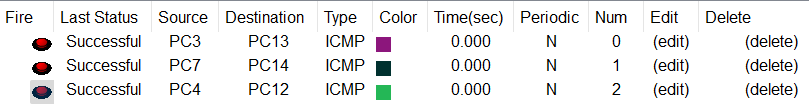 Fire Last Status Source Destination Type Color Time(sec) Periodic Num Edit Delete
Successful PC3 PC13 ICMP 0.000 N 0 (edit) (delete)
Successful PC7 PC14 ICMP 0.000 N 1 (edit) (delete)
Successful PC4 PC12 ICMP 0.000 N 2 (edit) (delete)